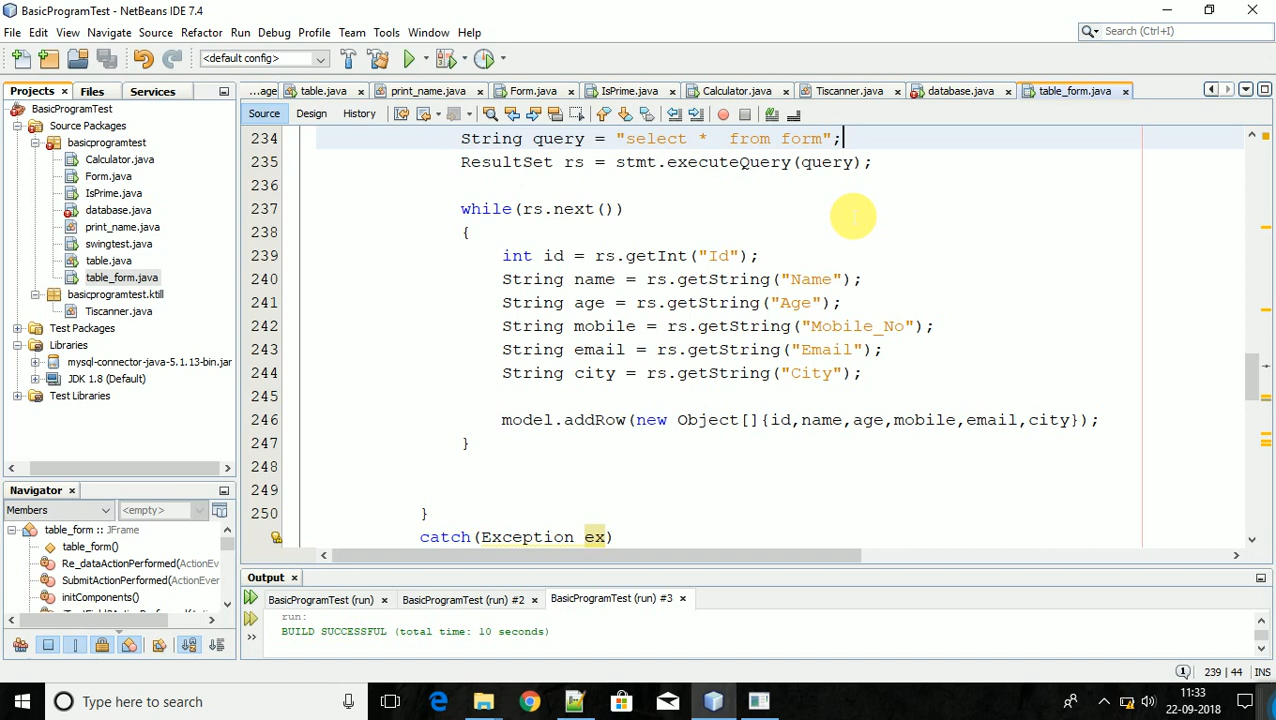 BasicProgramTest - NetBeans IDE 7.4
File Edit View Navigate Source Refactor Run Debug Profile Team Tools Window Help
Search (Ctrl+I)
<default config>
Projects Files Services
...age table.java print_name.java Form.java IsPrime.java Calculator.java Tiscanner.java database.java table_form.java
Source Design History
BasicProgramTest
Source Packages
basicprogramtest
Calculator.java
Form.java
IsPrime.java
database.java
print_name.java
swingtest.java
table.java
table_form.java
basicprogramtest.ktill
Tiscanner.java
Test Packages
Libraries
mysql-connector-java-5.1.13-bin.jar
JDK 1.8 (Default)
Test Libraries
234 String query = "select *  from form";
235 ResultSet rs = stmt.executeQuery(query);
236
237 while(rs.next())
238 {
239 int id = rs.getInt("Id");
240 String name = rs.getString("Name");
241 String age = rs.getString("Age");
242 String mobile = rs.getString("Mobile_No");
243 String email = rs.getString("Email");
244 String city = rs.getString("City");
245
246 model.addRow(new Object[]{id,name,age,mobile,email,city});
247 }
248
249
250 }
catch(Exception ex)
Navigator
Members <empty>
table_form :: JFrame
table_form()
Re_dataActionPerformed(ActionEv
SubmitActionPerformed(ActionEver
initComponents()
Output
BasicProgramTest (run) BasicProgramTest (run) #2 BasicProgramTest (run) #3
run:
BUILD SUCCESSFUL (total time: 10 seconds)
1 239 | 44 INS
Type here to search
11:33
22-09-2018